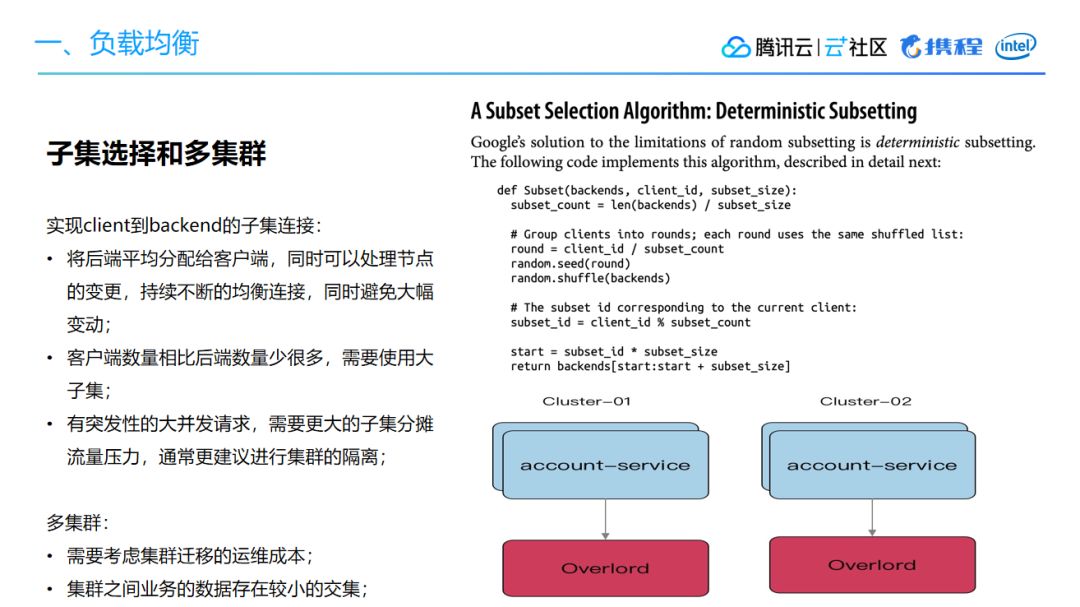 一、负载均衡
腾讯云|云+社区 携程 intel
子集选择和多集群
实现client到backend的子集连接：
• 将后端平均分配给客户端，同时可以处理节点
的变更，持续不断的均衡连接，同时避免大幅
变动；
• 客户端数量相比后端数量少很多，需要使用大
子集；
• 有突发性的大并发请求，需要更大的子集分摊
流量压力，通常更建议进行集群的隔离；
多集群：
• 需要考虑集群迁移的运维成本；
• 集群之间业务的数据存在较小的交集；
A Subset Selection Algorithm: Deterministic Subsetting
Google's solution to the limitations of random subsetting is deterministic subsetting.
The following code implements this algorithm, described in detail next:
def Subset(backends, client_id, subset_size):
subset_count = len(backends) / subset_size
# Group clients into rounds; each round uses the same shuffled list:
round = client_id / subset_count
random.seed(round)
random.shuffle(backends)
# The subset id corresponding to the current client:
subset_id = client_id % subset_count
start = subset_id * subset_size
return backends[start:start + subset_size]
Cluster-01
Cluster-02
account-service
account-service
Overlord
Overlord